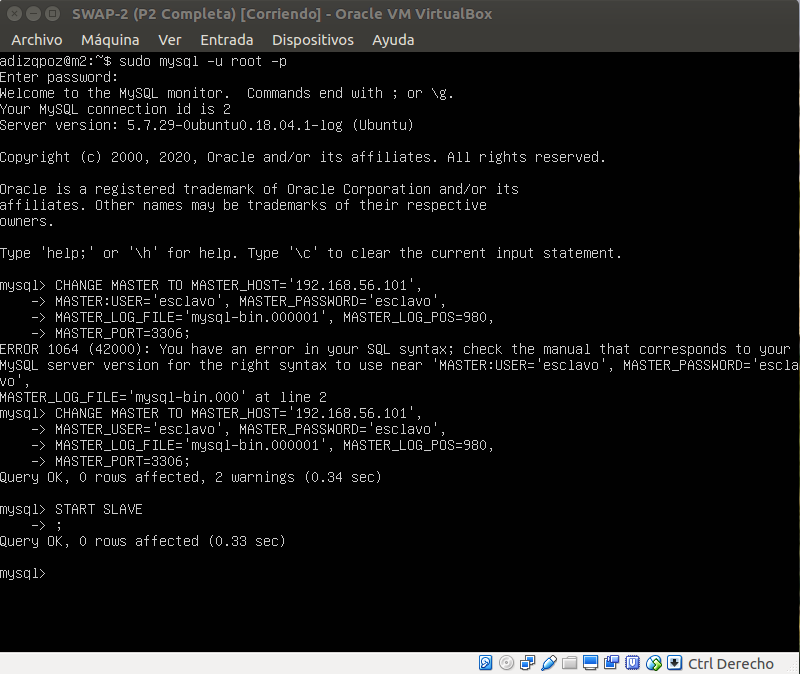 SWAP-2 (P2 Completa) [Corriendo] - Oracle VM VirtualBox
Archivo Máquina Ver Entrada Dispositivos Ayuda
adizqpoz@m2:~$ sudo mysql -u root -p
Enter password:
Welcome to the MySQL monitor.  Commands end with ; or \g.
Your MySQL connection id is 2
Server version: 5.7.29-0ubuntu0.18.04.1-log (Ubuntu)
Copyright (c) 2000, 2020, Oracle and/or its affiliates. All rights reserved.
Oracle is a registered trademark of Oracle Corporation and/or its
affiliates. Other names may be trademarks of their respective
owners.
Type 'help;' or '\h' for help. Type '\c' to clear the current input statement.
mysql> CHANGE MASTER TO MASTER_HOST='192.168.56.101',
    -> MASTER:USER='esclavo', MASTER_PASSWORD='esclavo',
    -> MASTER_LOG_FILE='mysql-bin.000001', MASTER_LOG_POS=980,
    -> MASTER_PORT=3306;
ERROR 1064 (42000): You have an error in your SQL syntax; check the manual that corresponds to your
MySQL server version for the right syntax to use near 'MASTER:USER='esclavo', MASTER_PASSWORD='escla
vo',
MASTER_LOG_FILE='mysql-bin.000' at line 2
mysql> CHANGE MASTER TO MASTER_HOST='192.168.56.101',
    -> MASTER_USER='esclavo', MASTER_PASSWORD='esclavo',
    -> MASTER_LOG_FILE='mysql-bin.000001', MASTER_LOG_POS=980,
    -> MASTER_PORT=3306;
Query OK, 0 rows affected, 2 warnings (0.34 sec)
mysql> START SLAVE
    -> ;
Query OK, 0 rows affected (0.33 sec)
mysql>
Ctrl Derecho